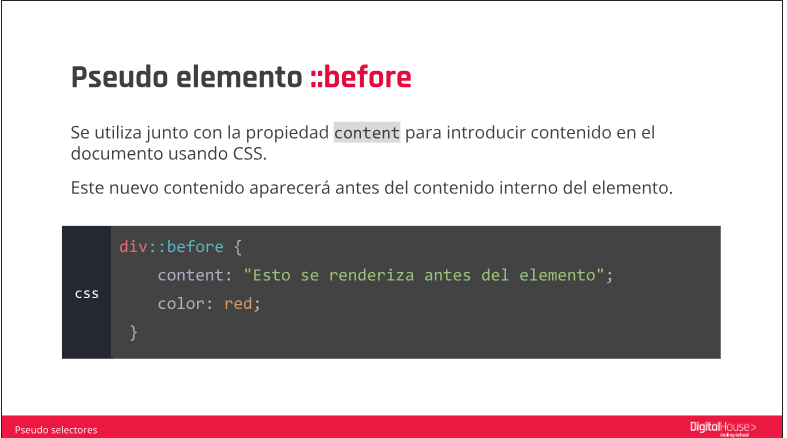 Pseudo elemento ::before
Se utiliza junto con la propiedad content para introducir contenido en el
documento usando CSS.
Este nuevo contenido aparecerá antes del contenido interno del elemento.
css
div::before {
    content: "Esto se renderiza antes del elemento";
    color: red;
 }
Pseudo selectores
DigitalHouse>
Coding School